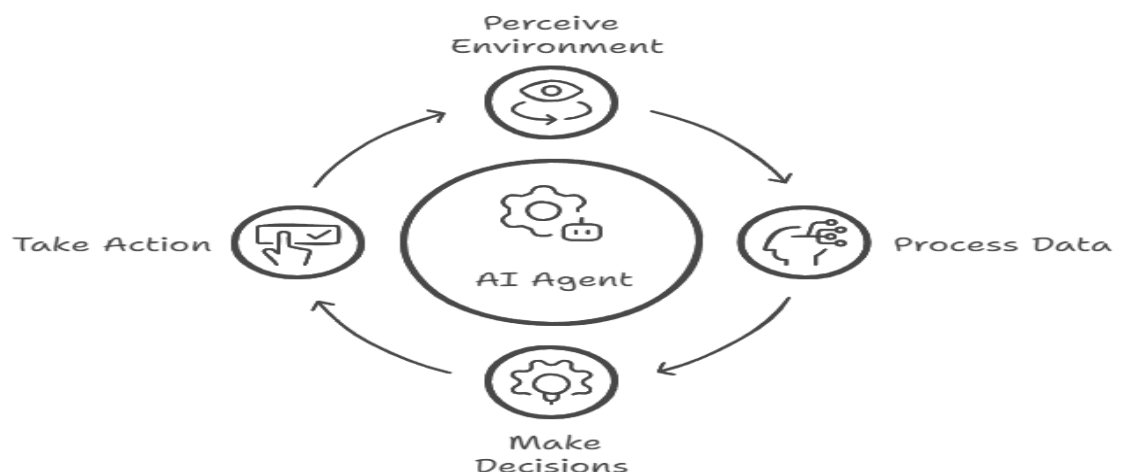 Perceive
Environment
Take Action
AI Agent
Process Data
Make
Decisions